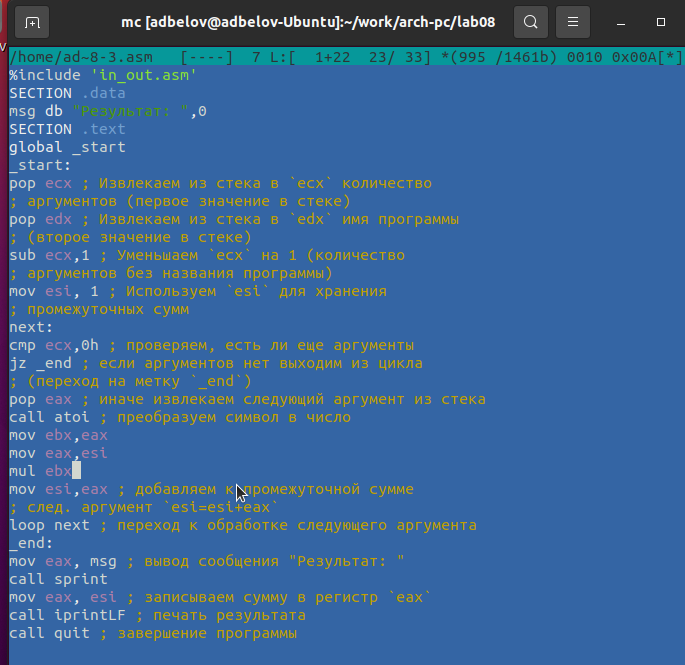 mc [adbelov@adbelov-Ubuntu]:~/work/arch-pc/lab08
/home/ad~8-3.asm   [----]  7 L:[  1+22  23/ 33] *(995 /1461b) 0010 0x00A[*]
%include 'in_out.asm'
SECTION .data
msg db "Результат: ",0
SECTION .text
global _start
_start:
pop ecx ; Извлекаем из стека в `ecx` количество
; аргументов (первое значение в стеке)
pop edx ; Извлекаем из стека в `edx` имя программы
; (второе значение в стеке)
sub ecx,1 ; Уменьшаем `ecx` на 1 (количество
; аргументов без названия программы)
mov esi, 1 ; Используем `esi` для хранения
; промежуточных сумм
next:
cmp ecx,0h ; проверяем, есть ли еще аргументы
jz _end ; если аргументов нет выходим из цикла
; (переход на метку `_end`)
pop eax ; иначе извлекаем следующий аргумент из стека
call atoi ; преобразуем символ в число
mov ebx,eax
mov eax,esi
mul ebx
mov esi,eax ; добавляем к промежуточной сумме
; след. аргумент `esi=esi+eax`
loop next ; переход к обработке следующего аргумента
_end:
mov eax, msg ; вывод сообщения "Результат: "
call sprint
mov eax, esi ; записываем сумму в регистр `eax`
call iprintLF ; печать результата
call quit ; завершение программы